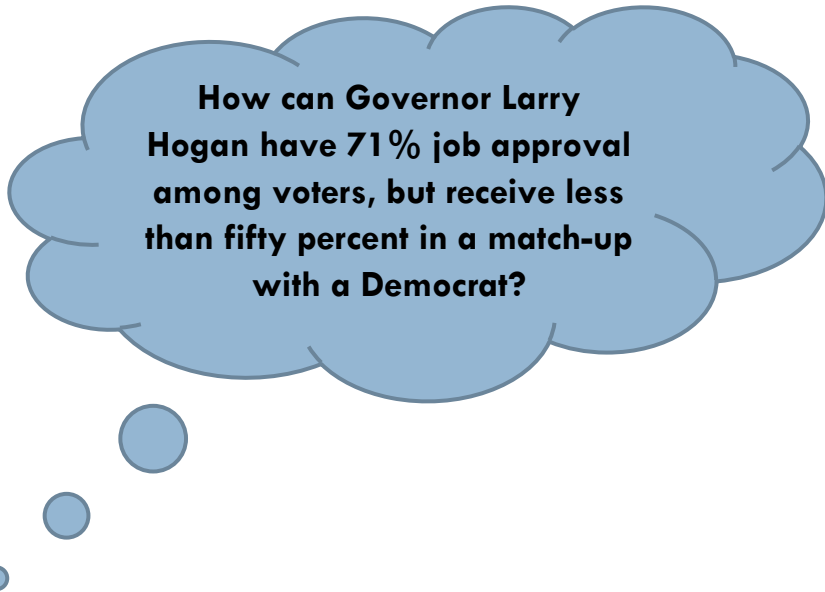 How can Governor Larry
Hogan have 71% job approval
among voters, but receive less
than fifty percent in a match-up
with a Democrat?